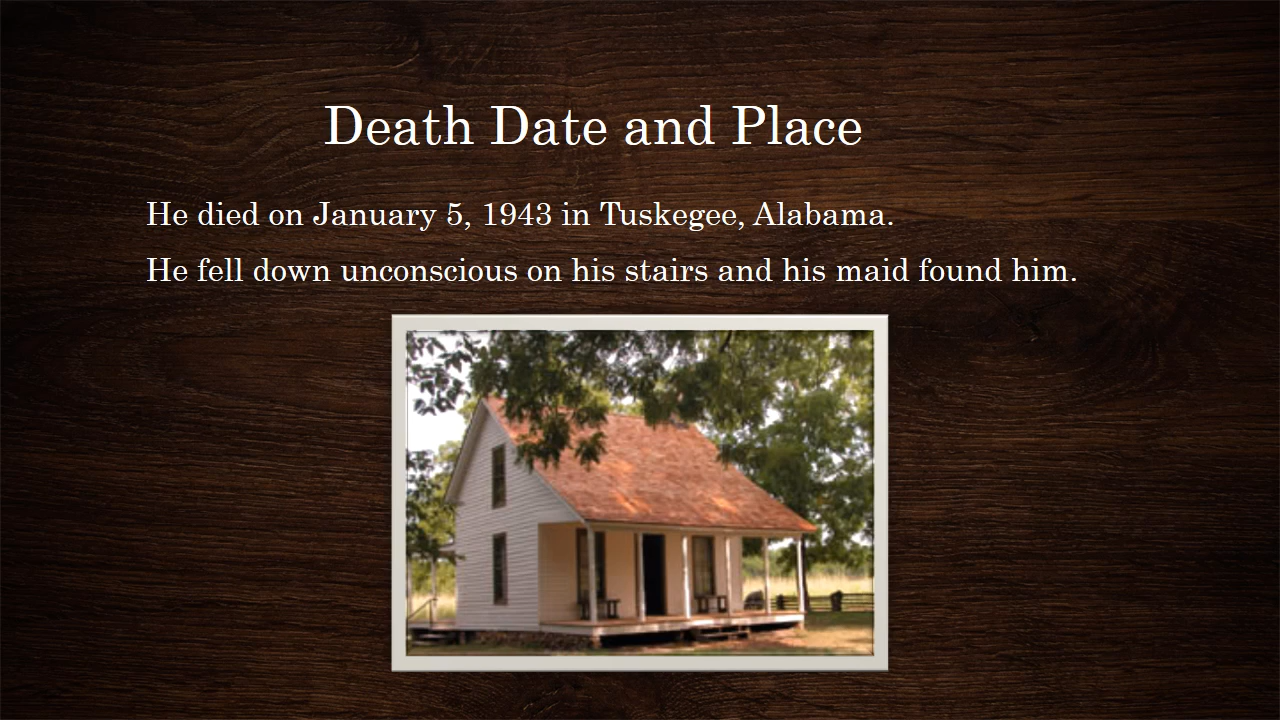 Death Date and Place
He died on January 5, 1943 in Tuskegee, Alabama.
He fell down unconscious on his stairs and his maid found him.